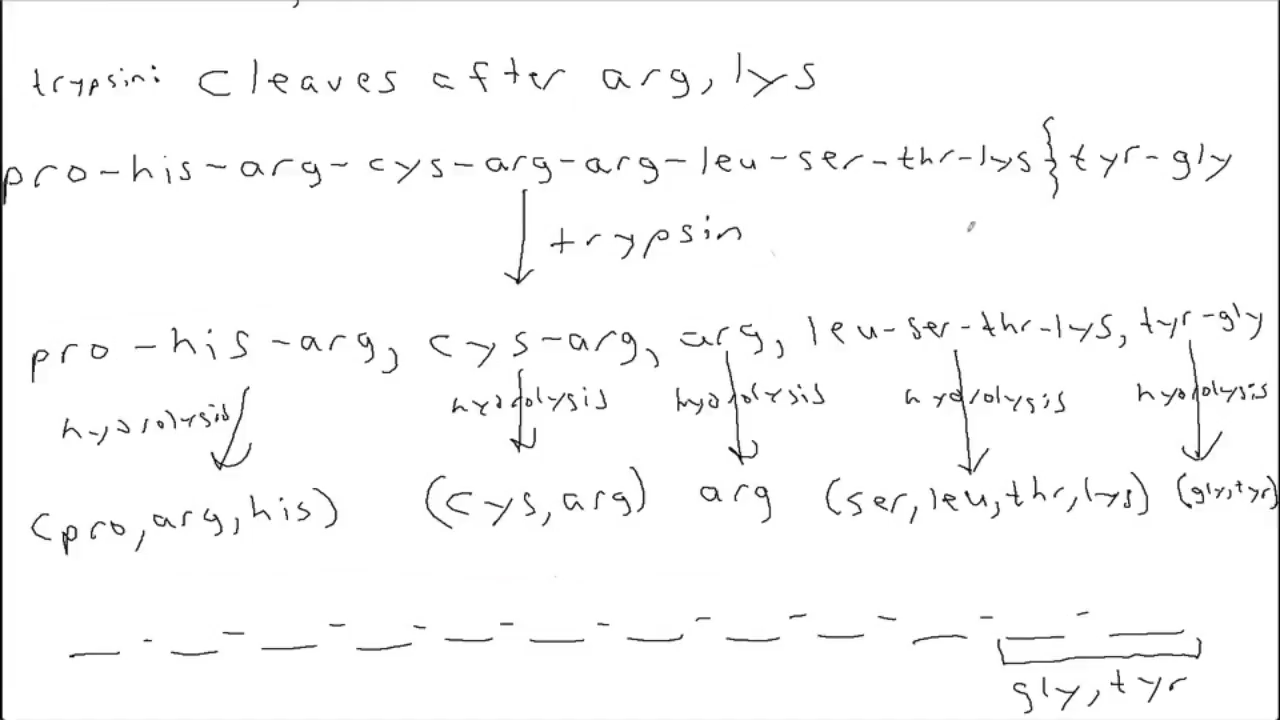 trypsin: cleaves after arg, lys
pro-his-arg-cys-arg-arg-leu-ser-thr-lys}tyr-gly
trypsin
pro-his-arg, cys-arg, arg, leu-ser-thr-lys, tyr-gly
hydrolysis hydrolysis hydrolysis hydrolysis hydrolysis
(pro,arg,his) (cys,arg) arg (ser,leu,thr,lys) (gly,tyr)
gly,tyr